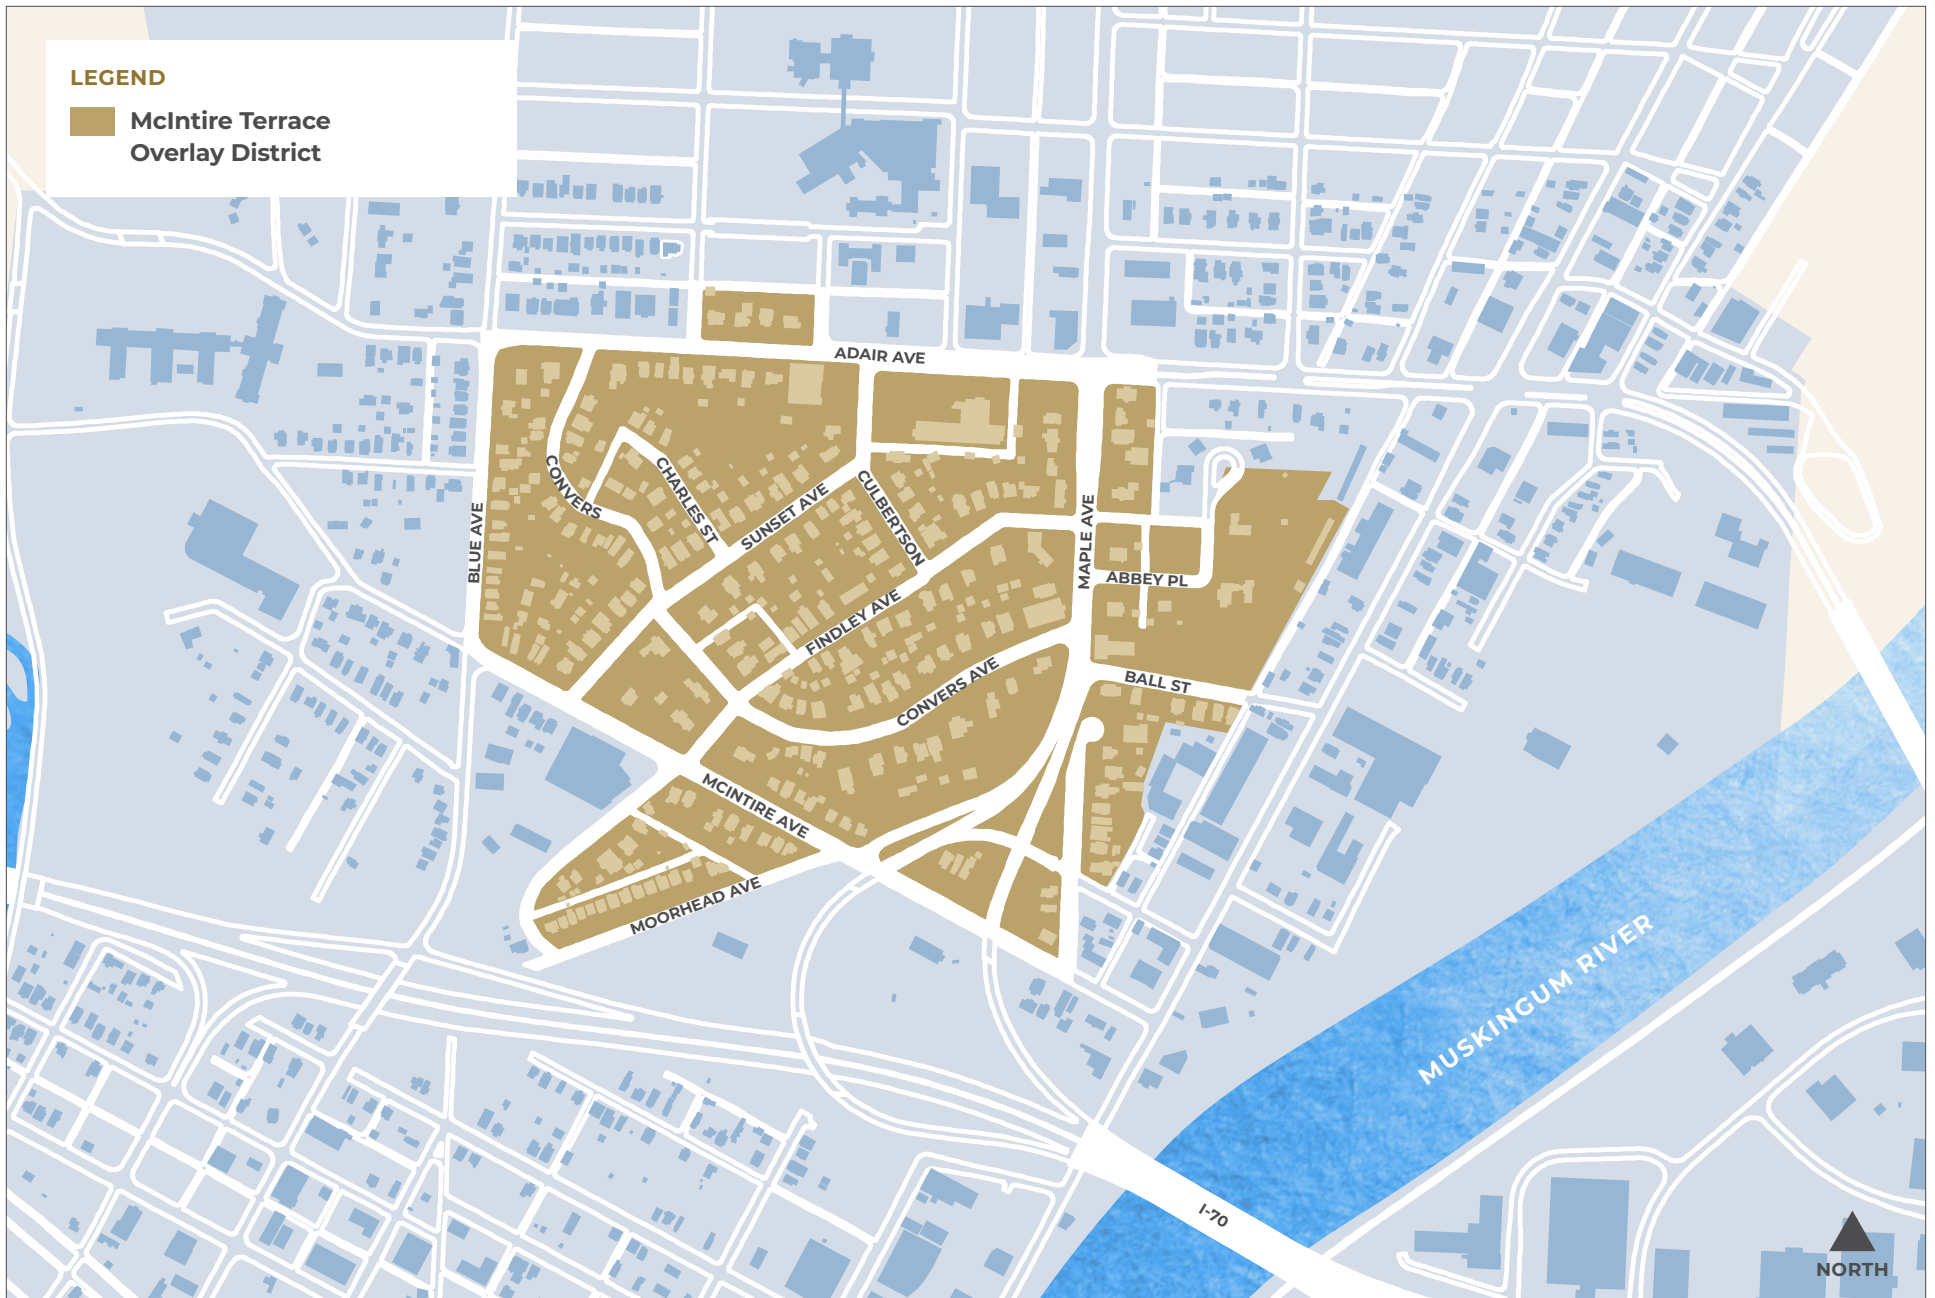 LEGEND
McIntire Terrace
Overlay District
ADAIR AVE
CONVERS
CHARLES ST
SUNSET AVE
CULBERTSON
BLUE AVE
MAPLE AVE
ABBEY PL
FINDLEY AVE
CONVERS AVE
BALL ST
MCINTIRE AVE
MOORHEAD AVE
MUSKINGUM RIVER
I-70
NORTH